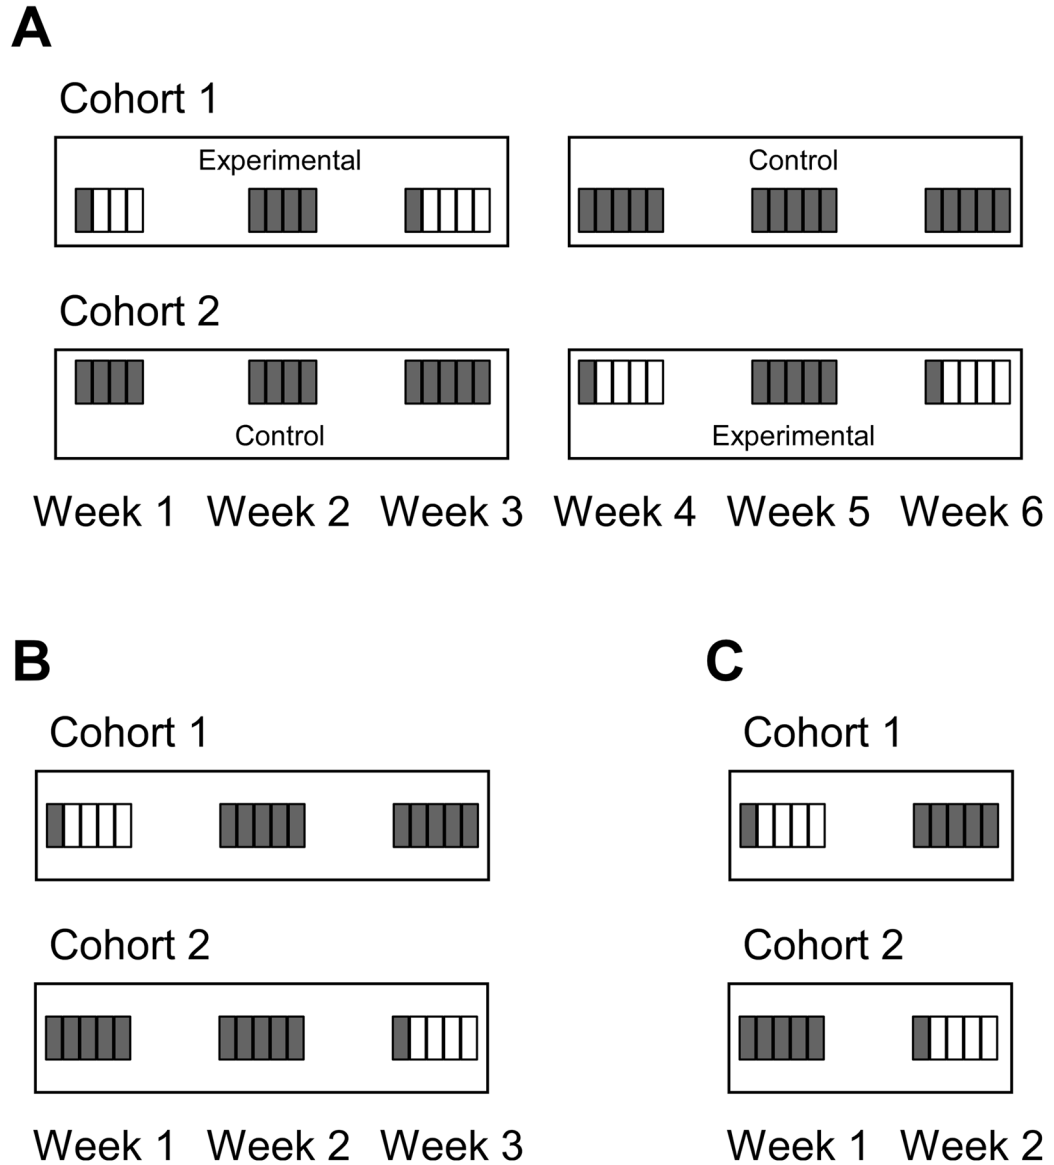 A
Cohort 1
Experimental
Control
Cohort 2
Control
Experimental
Week 1 Week 2 Week 3 Week 4 Week 5 Week 6
B
Cohort 1
Cohort 2
Week 1 Week 2 Week 3
C
Cohort 1
Cohort 2
Week 1 Week 2